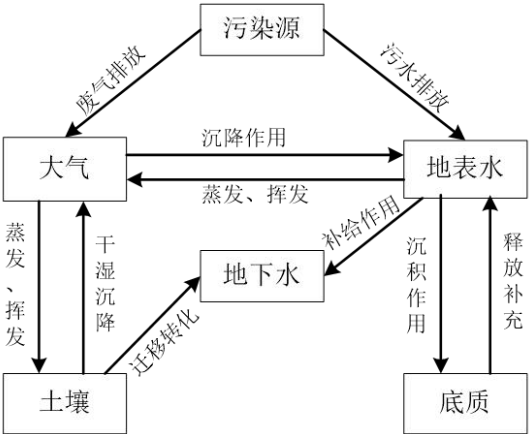 污染源
废气排放
污水排放
大气
沉降作用
地表水
蒸发、挥发
补给作用
蒸发、挥发
干湿沉降
地下水
沉积作用
释放补充
迁移转化
土壤
底质